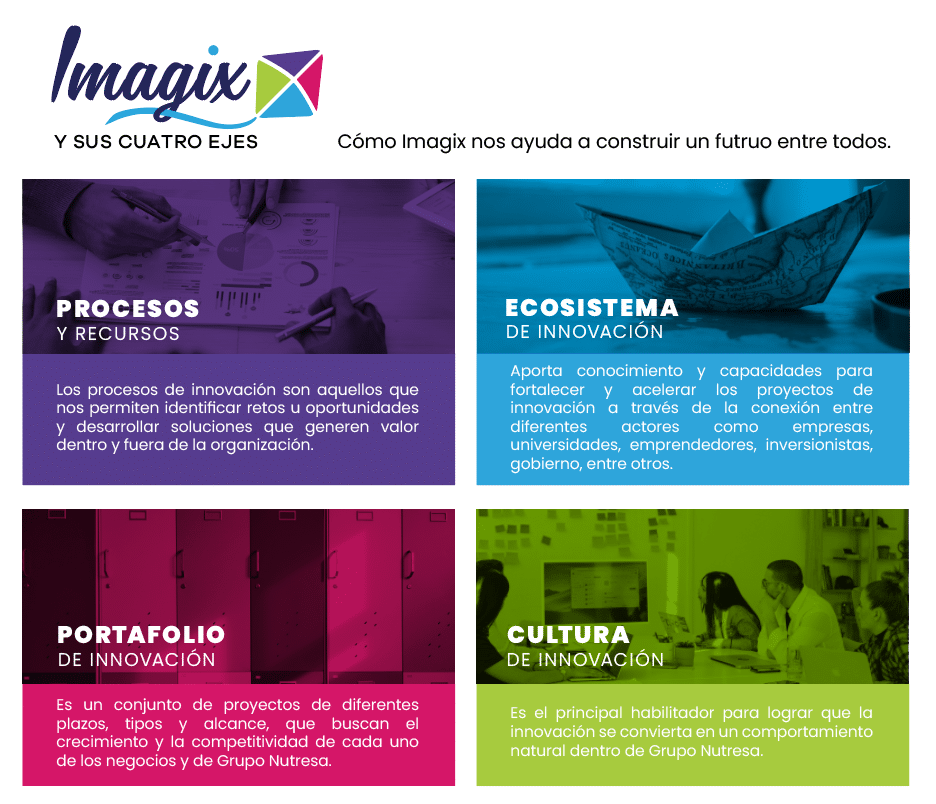 Imagix
Y SUS CUATRO EJES
Cómo Imagix nos ayuda a construir un futruo entre todos.
PROCESOS
Y RECURSOS
Los procesos de innovación son aquellos que
nos permiten identificar retos u oportunidades
y desarrollar soluciones que generen valor
dentro y fuera de la organización.
ECOSISTEMA
DE INNOVACIÓN
Aporta conocimiento y capacidades para
fortalecer y acelerar los proyectos de
innovación a través de la conexión entre
diferentes actores como empresas,
universidades, emprendedores, inversionistas,
gobierno, entre otros.
PORTAFOLIO
DE INNOVACIÓN
Es un conjunto de proyectos de diferentes
plazos, tipos y alcance, que buscan el
crecimiento y la competitividad de cada uno
de los negocios y de Grupo Nutresa.
CULTURA
DE INNOVACIÓN
Es el principal habilitador para lograr que la
innovación se convierta en un comportamiento
natural dentro de Grupo Nutresa.